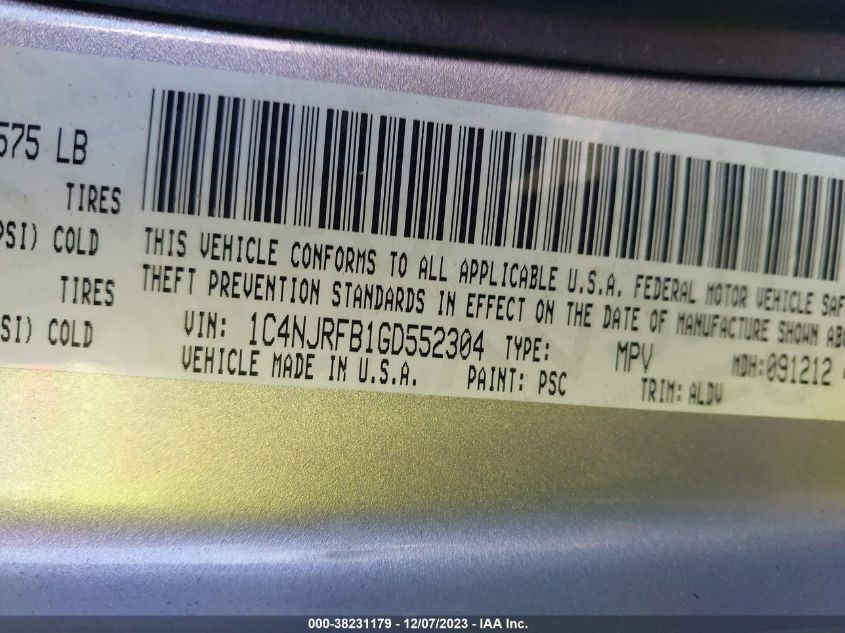 575 LB
TIRES
PSI) COLD
TIRES
SI) COLD
THIS VEHICLE CONFORMS TO ALL APPLICABLE U.S.A. FEDERAL MOTOR VEHICLE SAF
THEFT PREVENTION STANDARDS IN EFFECT ON THE DATE OF MANUFACTURE SHOWN ABO
VIN: 1C4NJRFB1GD552304 TYPE: MPV MDH:091212
VEHICLE MADE IN U.S.A. PAINT: PSC TRIM: ALDV
000-38231179 - 12/07/2023 - IAA Inc.